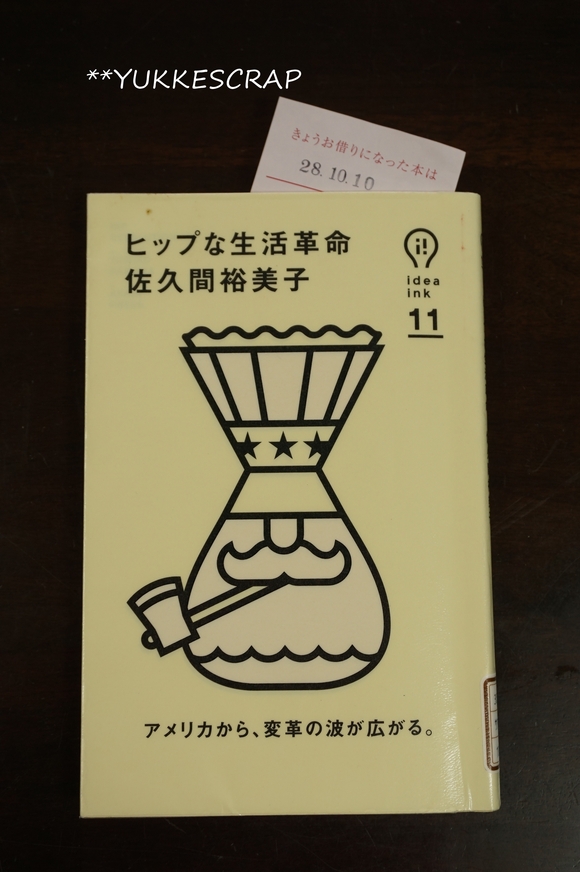 **YUKKESCRAP
きょうお借りになった本は
28.10.10
ヒップな生活革命
佐久間裕美子
i!
idea
ink
11
アメリカから、変革の波が広がる。